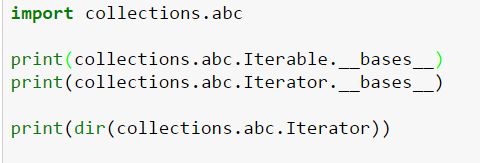 import collections.abc
print(collections.abc.Iterable.__bases__)
print(collections.abc.Iterator.__bases__)
print(dir(collections.abc.Iterator))